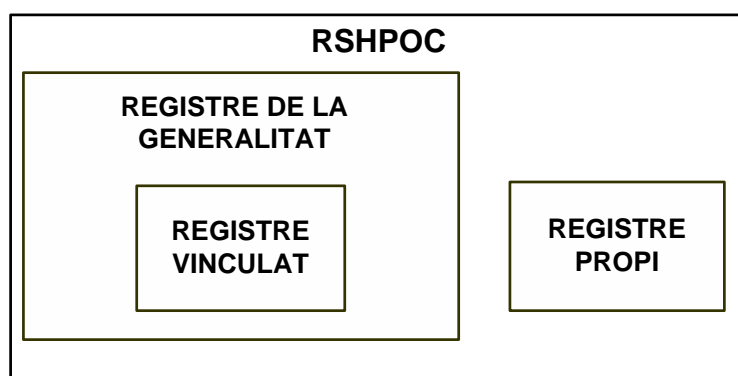 RSHPOC
REGISTRE DE LA
GENERALITAT
REGISTRE
VINCULAT
REGISTRE
PROPI